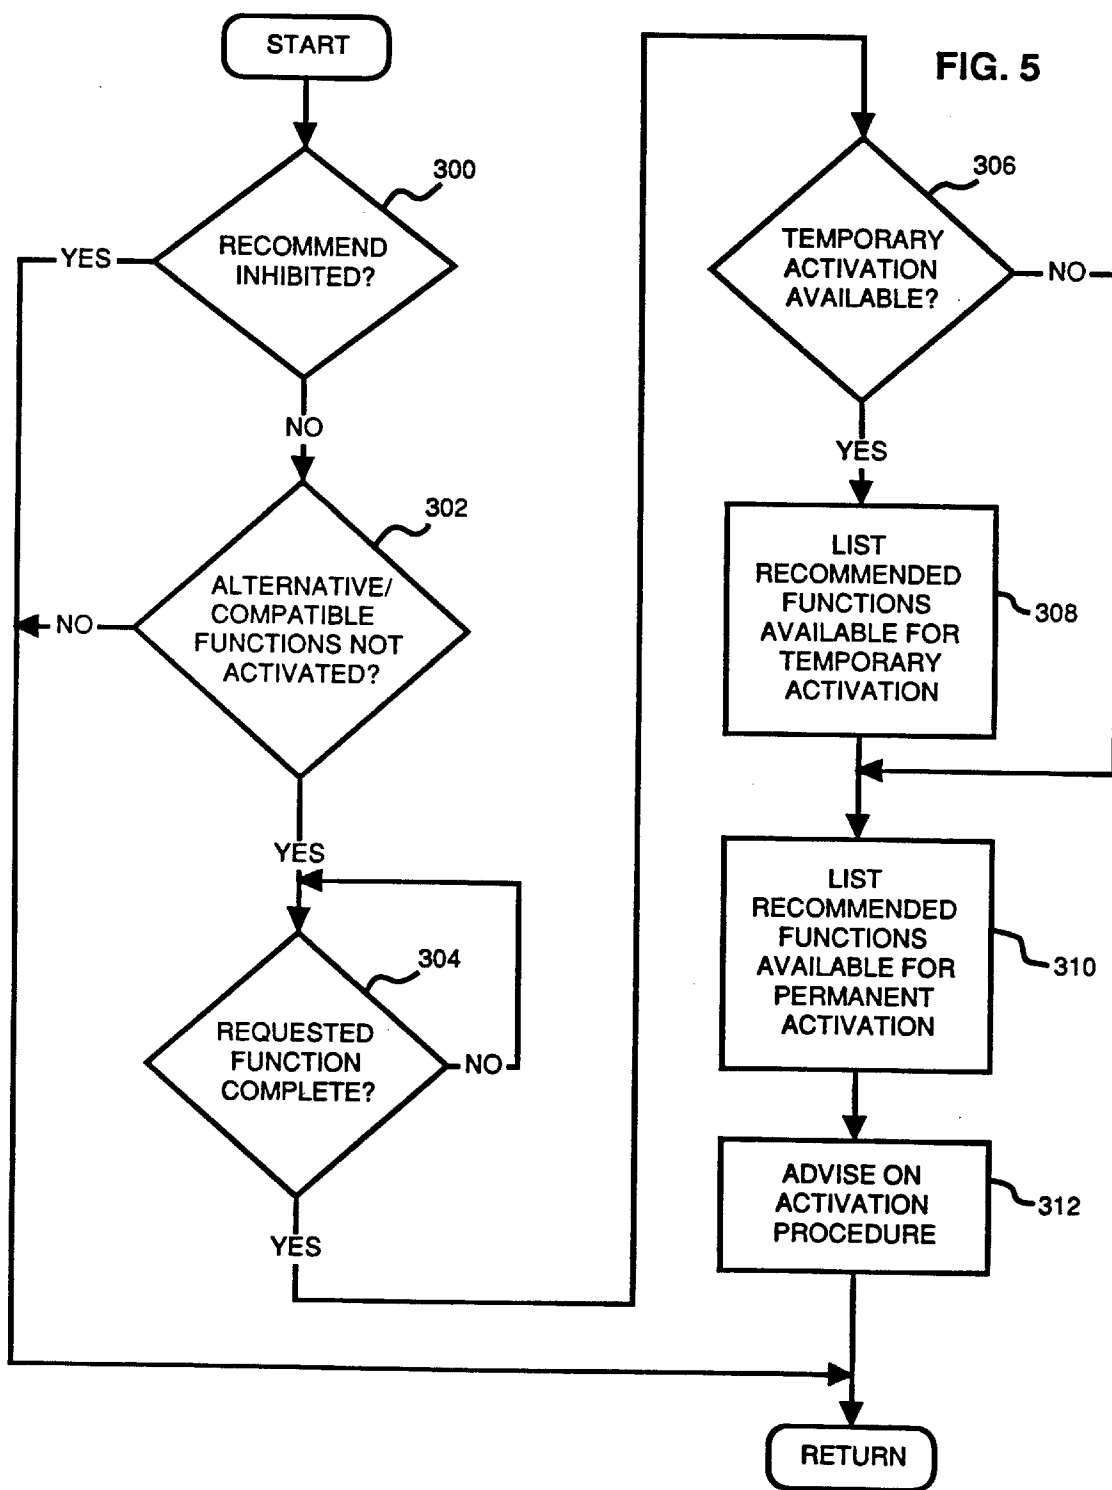 START
FIG. 5
300
RECOMMEND
INHIBITED?
YES
NO
302
ALTERNATIVE/
COMPATIBLE
FUNCTIONS NOT
ACTIVATED?
NO
YES
304
REQUESTED
FUNCTION
COMPLETE?
NO
YES
306
TEMPORARY
ACTIVATION
AVAILABLE?
NO
YES
LIST
RECOMMENDED
FUNCTIONS
AVAILABLE FOR
TEMPORARY
ACTIVATION
308
LIST
RECOMMENDED
FUNCTIONS
AVAILABLE FOR
PERMANENT
ACTIVATION
310
ADVISE ON
ACTIVATION
PROCEDURE
312
RETURN